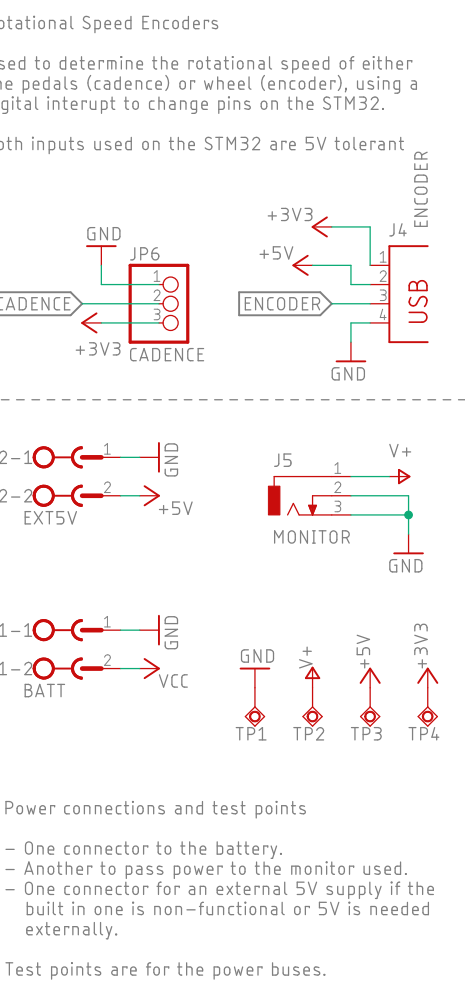 otational Speed Encoders
sed to determine the rotational speed of either
he pedals (cadence) or wheel (encoder), using a
igital interupt to change pins on the STM32.
oth inputs used on the STM32 are 5V tolerant
GND
JP6
1
2
3
CADENCE
+3V3
CADENCE
ENCODER
+3V3
J4
+5V
1
2
3
4
ENCODER
USB
GND
2-1
1
GND
2-2
2
EXT5V
+5V
J5
1
2
3
V+
MONITOR
GND
1-1
1
GND
1-2
2
BATT
VCC
GND
V+
+5V
+3V3
TP1
TP2
TP3
TP4
Power connections and test points
- One connector to the battery.
- Another to pass power to the monitor used.
- One connector for an external 5V supply if the
built in one is non-functional or 5V is needed
externally.
Test points are for the power buses.